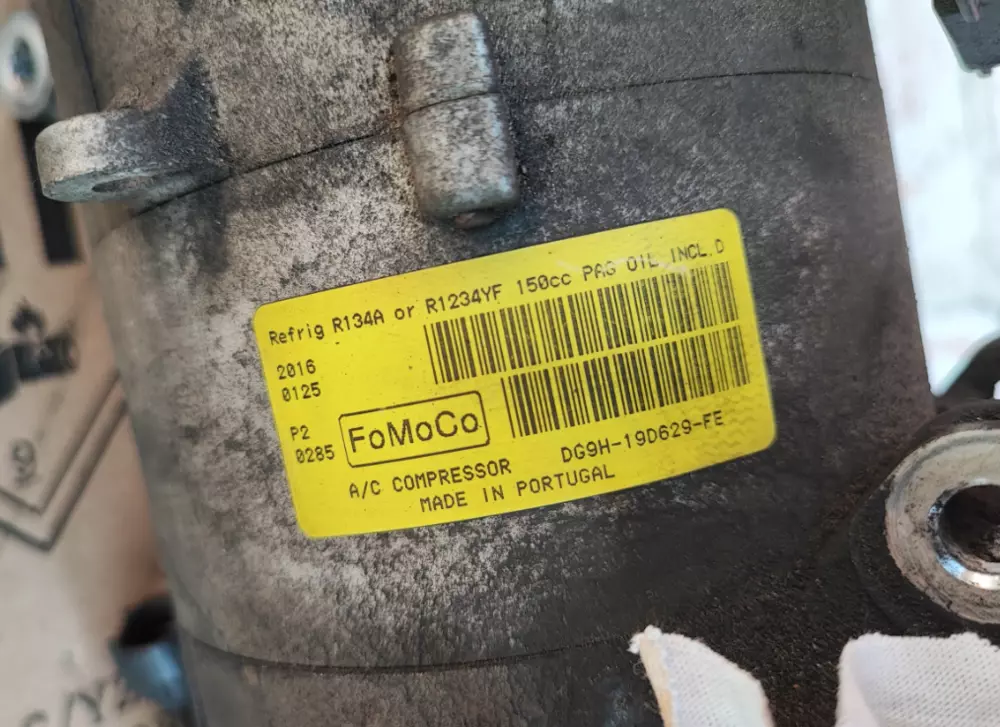 Refrig R134A or R1234YF 150cc PAG OIL INCL.D
2016
0125
P2
0285
FoMoCo
DG9H-19D629-FE
A/C COMPRESSOR
MADE IN PORTUGAL